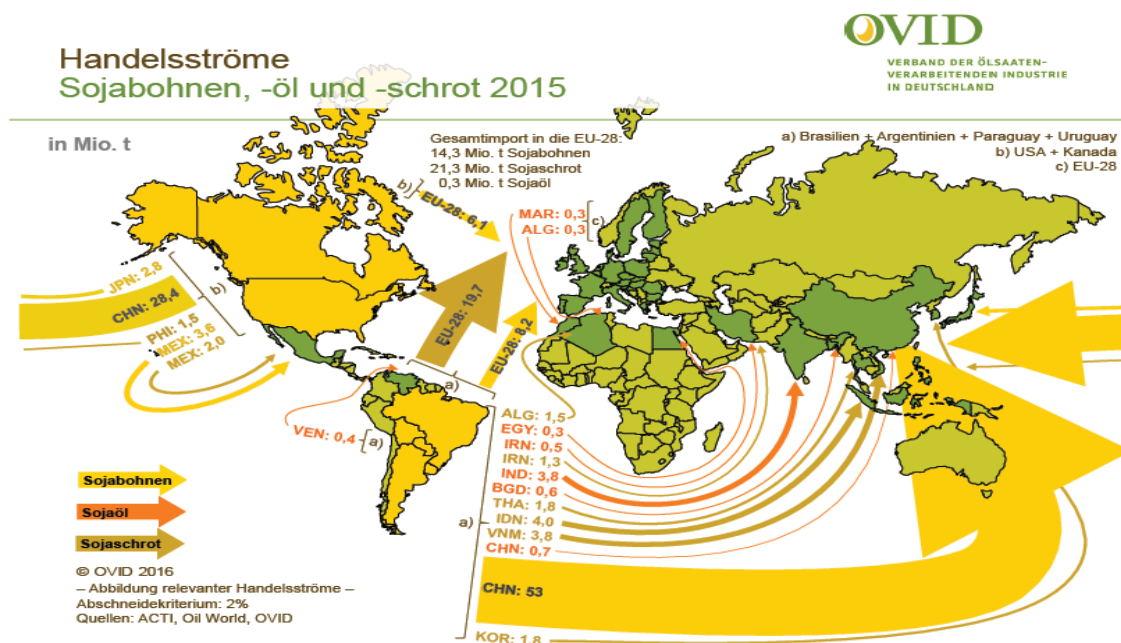 Handelsströme
Sojabohnen, -öl und -schrot 2015
OVID
VERBAND DER ÖLSAATEN-
VERARBEITENDEN INDUSTRIE
IN DEUTSCHLAND
in Mio. t
Gesamtimport in die EU-28:
14,3 Mio. t Sojabohnen
21,3 Mio. t Sojaschrot
0,3 Mio. t Sojaöl
a) Brasilien + Argentinien + Paraguay + Uruguay
b) USA + Kanada
c) EU-28
b)
EU-28: 6,1
MAR: 0,3
ALG: 0,3
c)
JPN: 2,8
CHN: 28,4
PHI: 1,5
MEX: 3,6
MEX: 2,0
b)
EU-28: 19,7
EU-28: 8,2
a)
VEN: 0,4
a)
ALG: 1,5
EGY: 0,3
IRN: 0,5
IRN: 1,3
IND: 3,8
BGD: 0,6
THA: 1,8
IDN: 4,0
VNM: 3,8
CHN: 0,7
a)
CHN: 53
KOR: 1,8
Sojabohnen
Sojaöl
Sojaschrot
© OVID 2016
– Abbildung relevanter Handelsströme –
Abschneidekriterium: 2%
Quellen: ACTI, Oil World, OVID